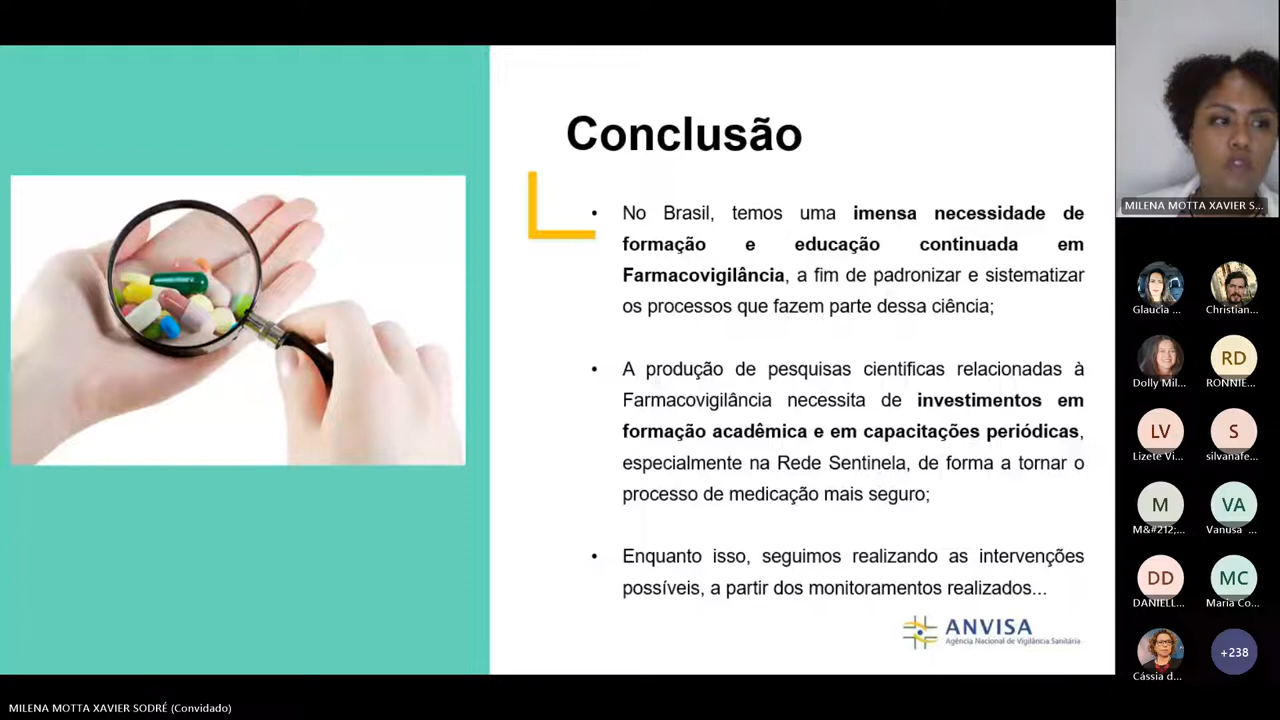 Conclusão
• No Brasil, temos uma imensa necessidade de
formação e educação continuada em
Farmacovigilância, a fim de padronizar e sistematizar
os processos que fazem parte dessa ciência;
• A produção de pesquisas cientificas relacionadas à
Farmacovigilância necessita de investimentos em
formação acadêmica e em capacitações periódicas,
especialmente na Rede Sentinela, de forma a tornar o
processo de medicação mais seguro;
• Enquanto isso, seguimos realizando as intervenções
possíveis, a partir dos monitoramentos realizados...
ANVISA
Agência Nacional de Vigilância Sanitária
MILENA MOTTA XAVIER S...
Glaucia ...
Christian...
Dolly Mil...
RD
RONNIE...
LV
Lizete Vi...
S
silvanafe...
M
M&#212;...
VA
Vanusa ...
DD
DANIELL...
MC
Maria Co...
Cássia d...
+238
MILENA MOTTA XAVIER SODRÉ (Convidado)